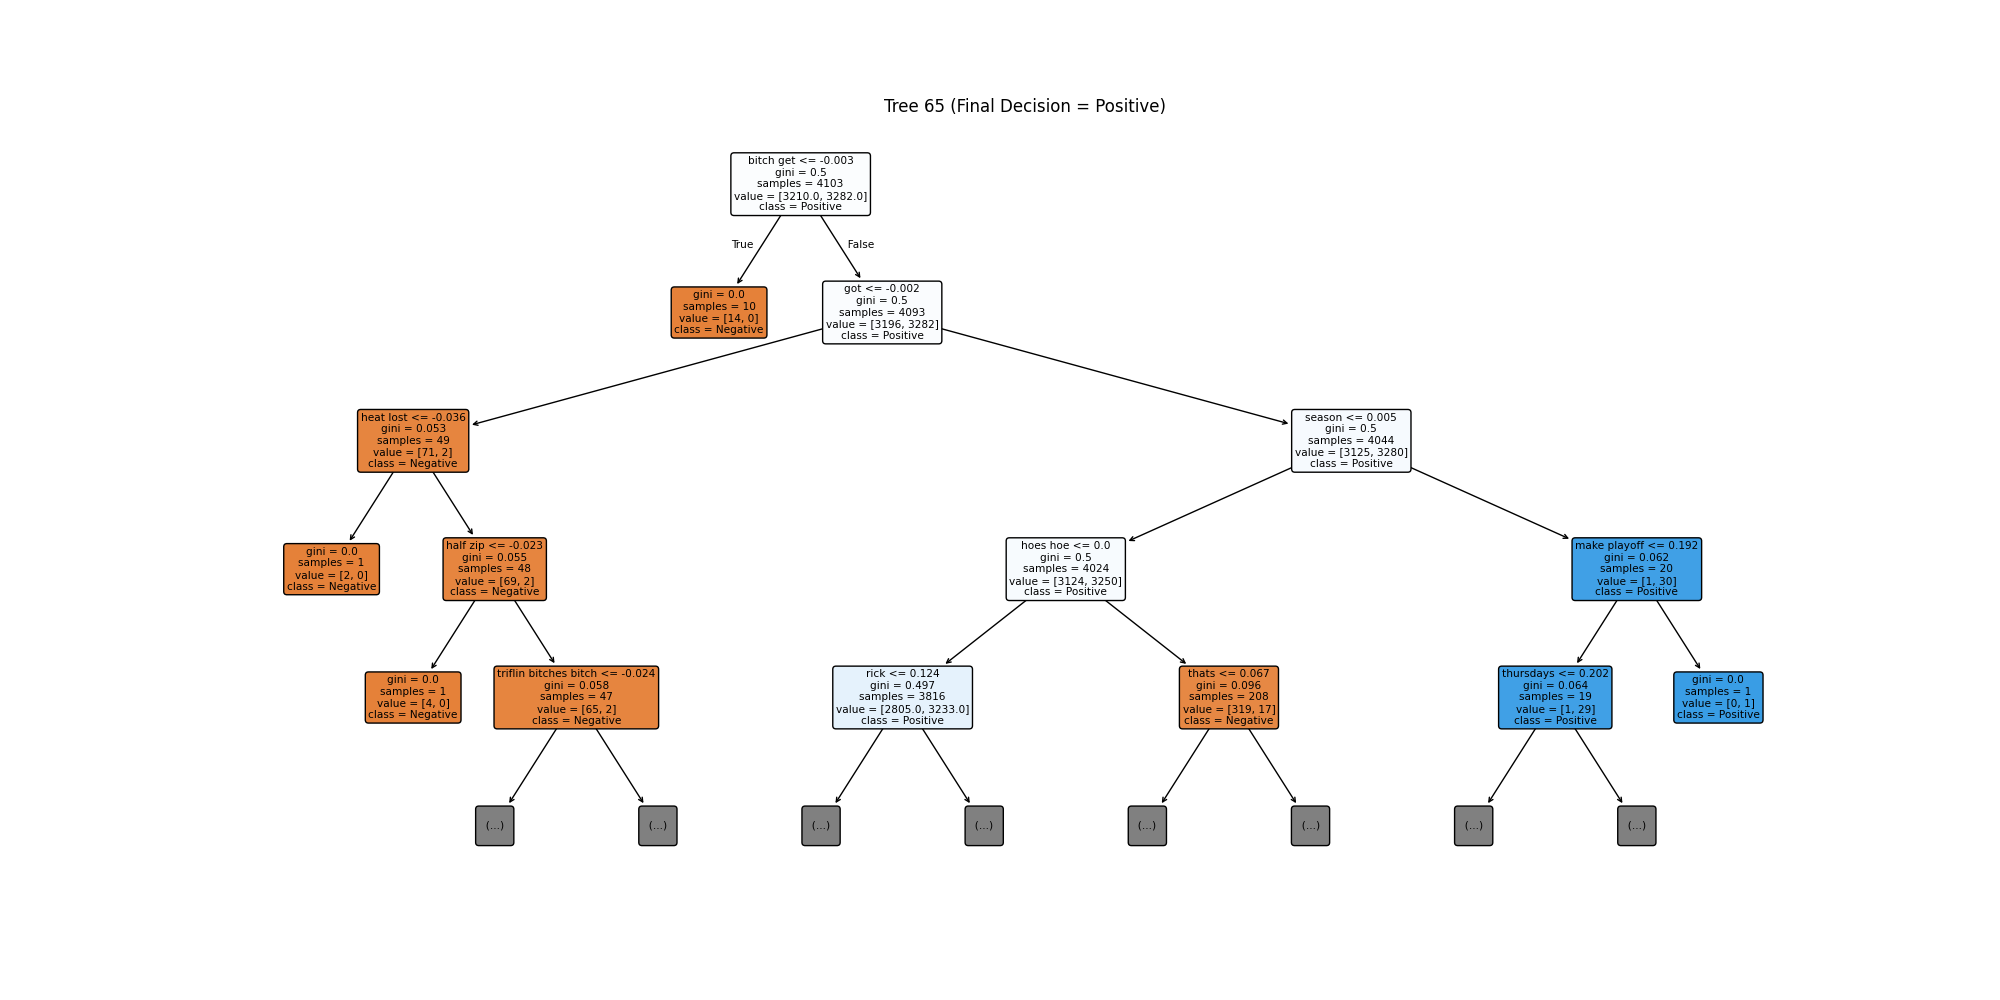 Tree 65 (Final Decision = Positive)
bitch get <= -0.003
gini = 0.5
samples = 4103
value = [3210.0, 3282.0]
class = Positive
True
False
gini = 0.0
samples = 10
value = [14, 0]
class = Negative
got <= -0.002
gini = 0.5
samples = 4093
value = [3196, 3282]
class = Positive
heat lost <= -0.036
gini = 0.053
samples = 49
value = [71, 2]
class = Negative
season <= 0.005
gini = 0.5
samples = 4044
value = [3125, 3280]
class = Positive
gini = 0.0
samples = 1
value = [2, 0]
class = Negative
half zip <= -0.023
gini = 0.055
samples = 48
value = [69, 2]
class = Negative
hoes hoe <= 0.0
gini = 0.5
samples = 4024
value = [3124, 3250]
class = Positive
make playoff <= 0.192
gini = 0.062
samples = 20
value = [1, 30]
class = Positive
gini = 0.0
samples = 1
value = [4, 0]
class = Negative
triflin bitches bitch <= -0.024
gini = 0.058
samples = 47
value = [65, 2]
class = Negative
rick <= 0.124
gini = 0.497
samples = 3816
value = [2805.0, 3233.0]
class = Positive
thats <= 0.067
gini = 0.096
samples = 208
value = [319, 17]
class = Negative
thursdays <= 0.202
gini = 0.064
samples = 19
value = [1, 29]
class = Positive
gini = 0.0
samples = 1
value = [0, 1]
class = Positive
(...)
(...)
(...)
(...)
(...)
(...)
(...)
(...)